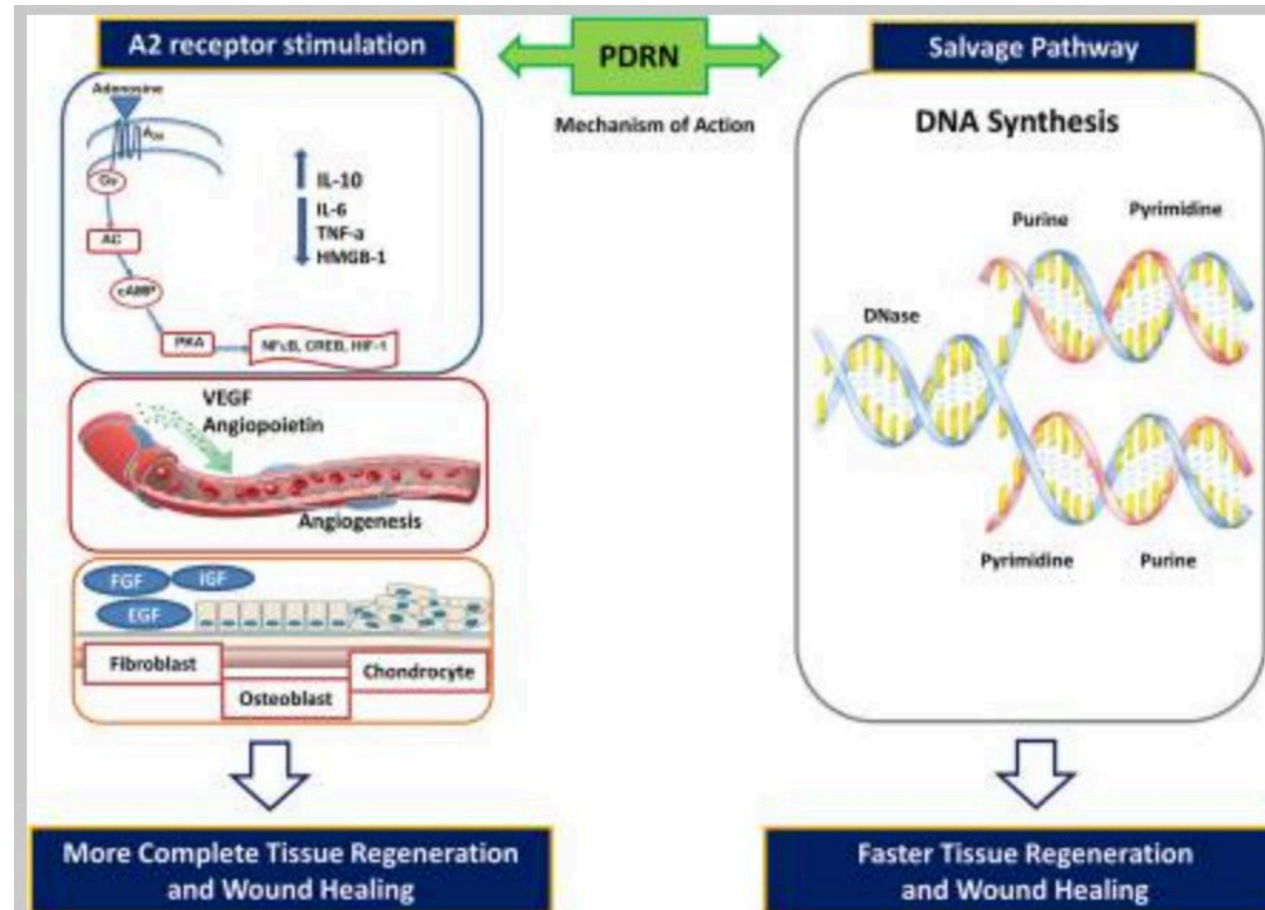 A2 receptor stimulation
PDRN
Salvage Pathway
Mechanism of Action
Adenosine
A2A
AC
cAMP
PKA
NFκB, CREB, HIF-1
IL-10
IL-6
TNF-a
HMGB-1
VEGF
Angiopoietin
Angiogenesis
FGF
IGF
EGF
Fibroblast
Osteoblast
Chondrocyte
DNA Synthesis
Purine
Pyrimidine
DNase
Pyrimidine
Purine
More Complete Tissue Regeneration
and Wound Healing
Faster Tissue Regeneration
and Wound Healing